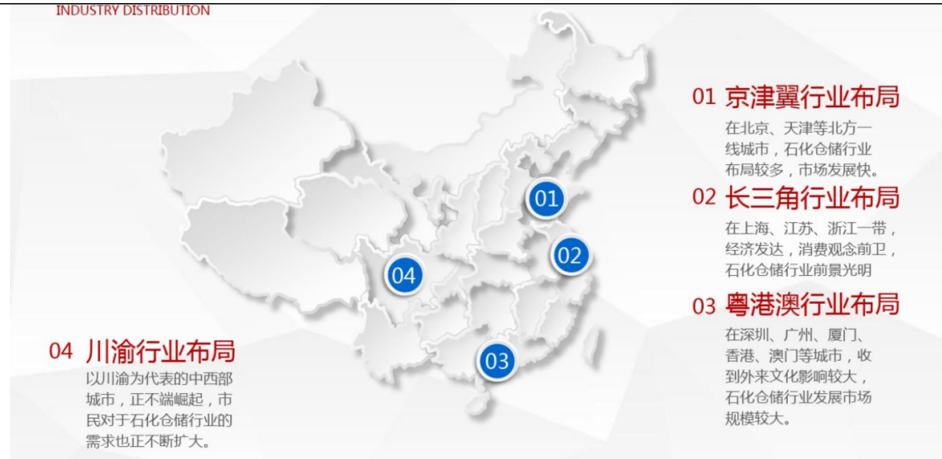 INDUSTRY DISTRIBUTION
01 京津翼行业布局
在北京、天津等北方一
线城市，石化仓储行业
布局较多，市场发展快。
02 长三角行业布局
在上海、江苏、浙江一带，
经济发达，消费观念前卫，
石化仓储行业前景光明
03 粤港澳行业布局
在深圳、广州、厦门、
香港、澳门等城市，收
到外来文化影响较大，
石化仓储行业发展市场
规模较大。
04 川渝行业布局
以川渝为代表的中西部
城市，正不端崛起，市
民对于石化仓储行业的
需求也正不断扩大。
01
02
04
03